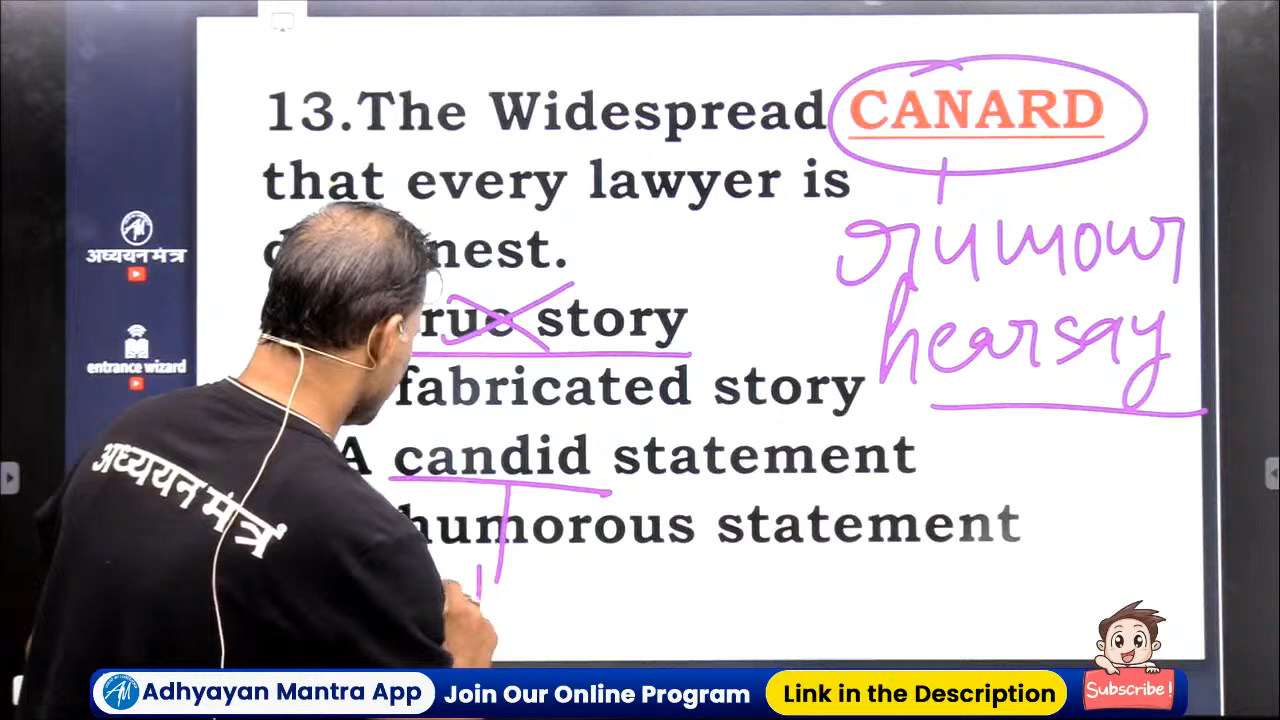 13.The Widespread CANARD
that every lawyer is
nest.
rumour
story
hearsay
fabricated story
A candid statement
humorous statement
अध्ययन मंत्र
entrance wizard
अध्ययन मंत्र
Adhyayan Mantra App
Join Our Online Program
Link in the Description
Subscribe!